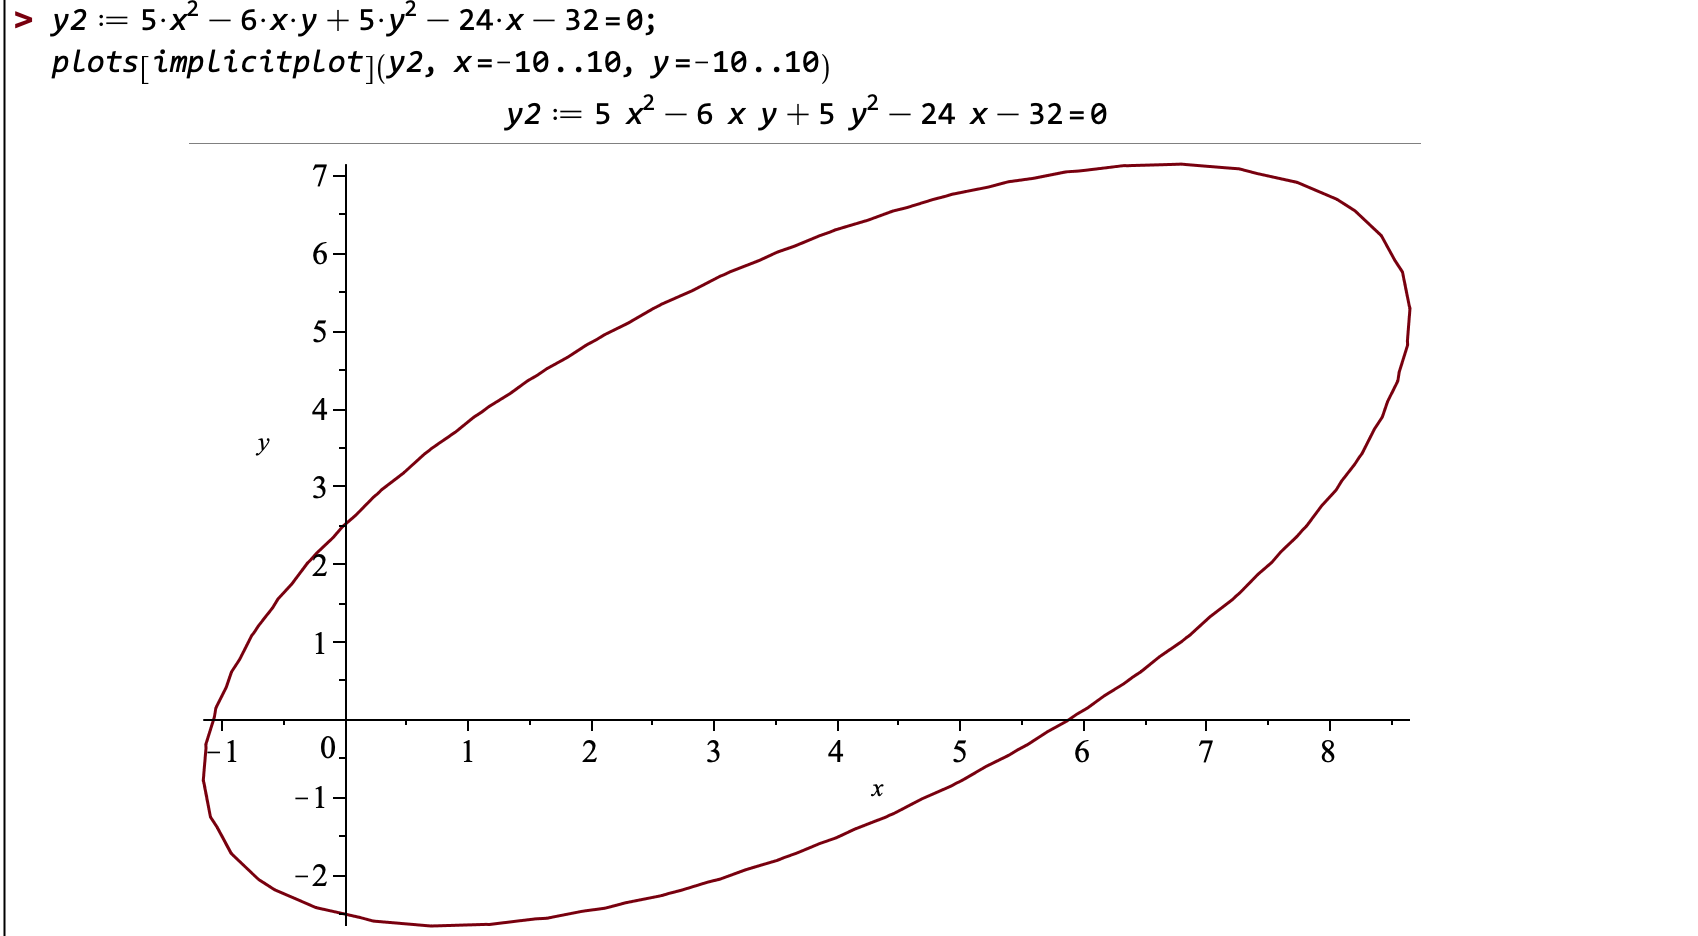 > y2 := 5·x² − 6·x·y + 5·y² − 24·x − 32=0;
plots[implicitplot](y2, x=−10..10, y=−10..10)
y2 := 5 x² − 6 x y + 5 y² − 24 x − 32=0
7
6
5
4
y
3
2
1
−1 0 1 2 3 4 5 6 7 8
x
−1
−2